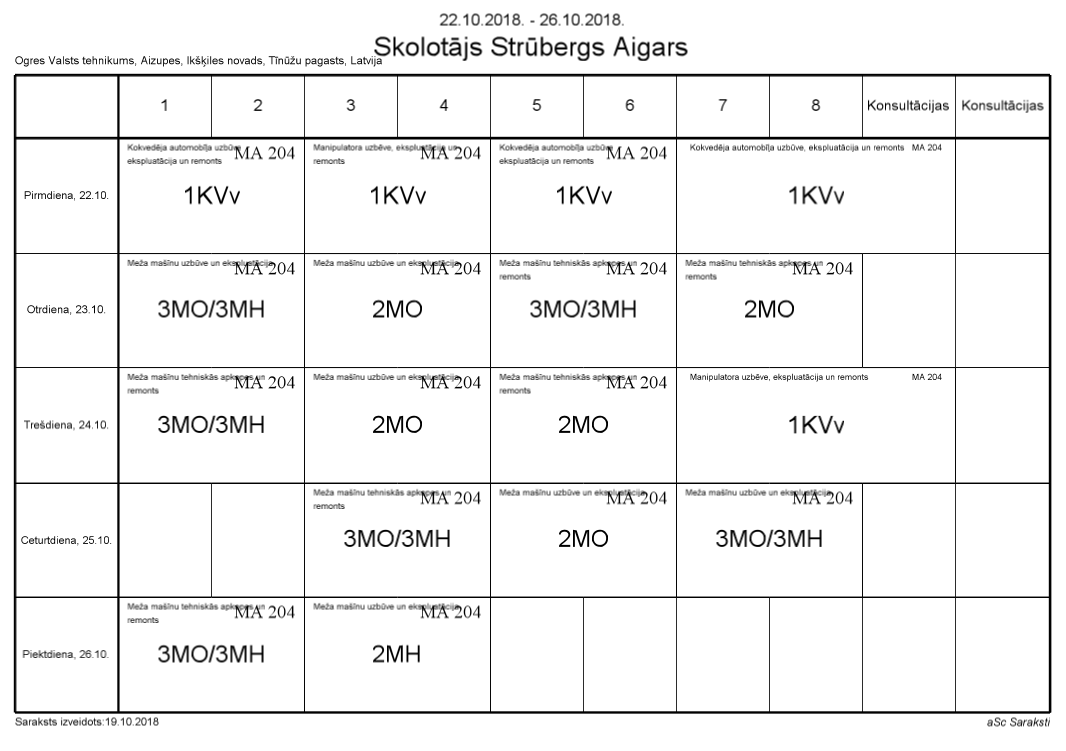 22.10.2018. - 26.10.2018.
Skolotājs Strūbergs Aigars
Ogres Valsts tehnikums, Aizupes, Ikšķiles novads, Tīnūžu pagasts, Latvija
1 2 3 4 5 6 7 8 Konsultācijas Konsultācijas
Pirmdiena, 22.10.
Kokvedēja automobīļa uzbūve,
ekspluatācija un remonts
MA 204
1KVv
Manipulatora uzbēve, ekspluatācija un
remonts
MA 204
1KVv
Kokvedēja automobīļa uzbūve,
ekspluatācija un remonts
MA 204
1KVv
Kokvedēja automobīļa uzbūve, ekspluatācija un remonts MA 204
1KVv
Otrdiena, 23.10.
Meža mašīnu uzbūve un ekspluatācija
MA 204
3MO/3MH
Meža mašīnu uzbūve un ekspluatācija
MA 204
2MO
Meža mašīnu tehniskās apkopes un
remonts
MA 204
3MO/3MH
Meža mašīnu tehniskās apkopes un
remonts
MA 204
2MO
Trešdiena, 24.10.
Meža mašīnu tehniskās apkopes un
remonts
MA 204
3MO/3MH
Meža mašīnu uzbūve un ekspluatācija
MA 204
2MO
Meža mašīnu tehniskās apkopes un
remonts
MA 204
2MO
Manipulatora uzbēve, ekspluatācija un remonts MA 204
1KVv
Ceturtdiena, 25.10.
Meža mašīnu tehniskās apkopes un
remonts
MA 204
3MO/3MH
Meža mašīnu uzbūve un ekspluatācija
MA 204
2MO
Meža mašīnu uzbūve un ekspluatācija
MA 204
3MO/3MH
Piektdiena, 26.10.
Meža mašīnu tehniskās apkopes un
remonts
MA 204
3MO/3MH
Meža mašīnu uzbūve un ekspluatācija
MA 204
2MH
Saraksts izveidots:19.10.2018
aSc Saraksti